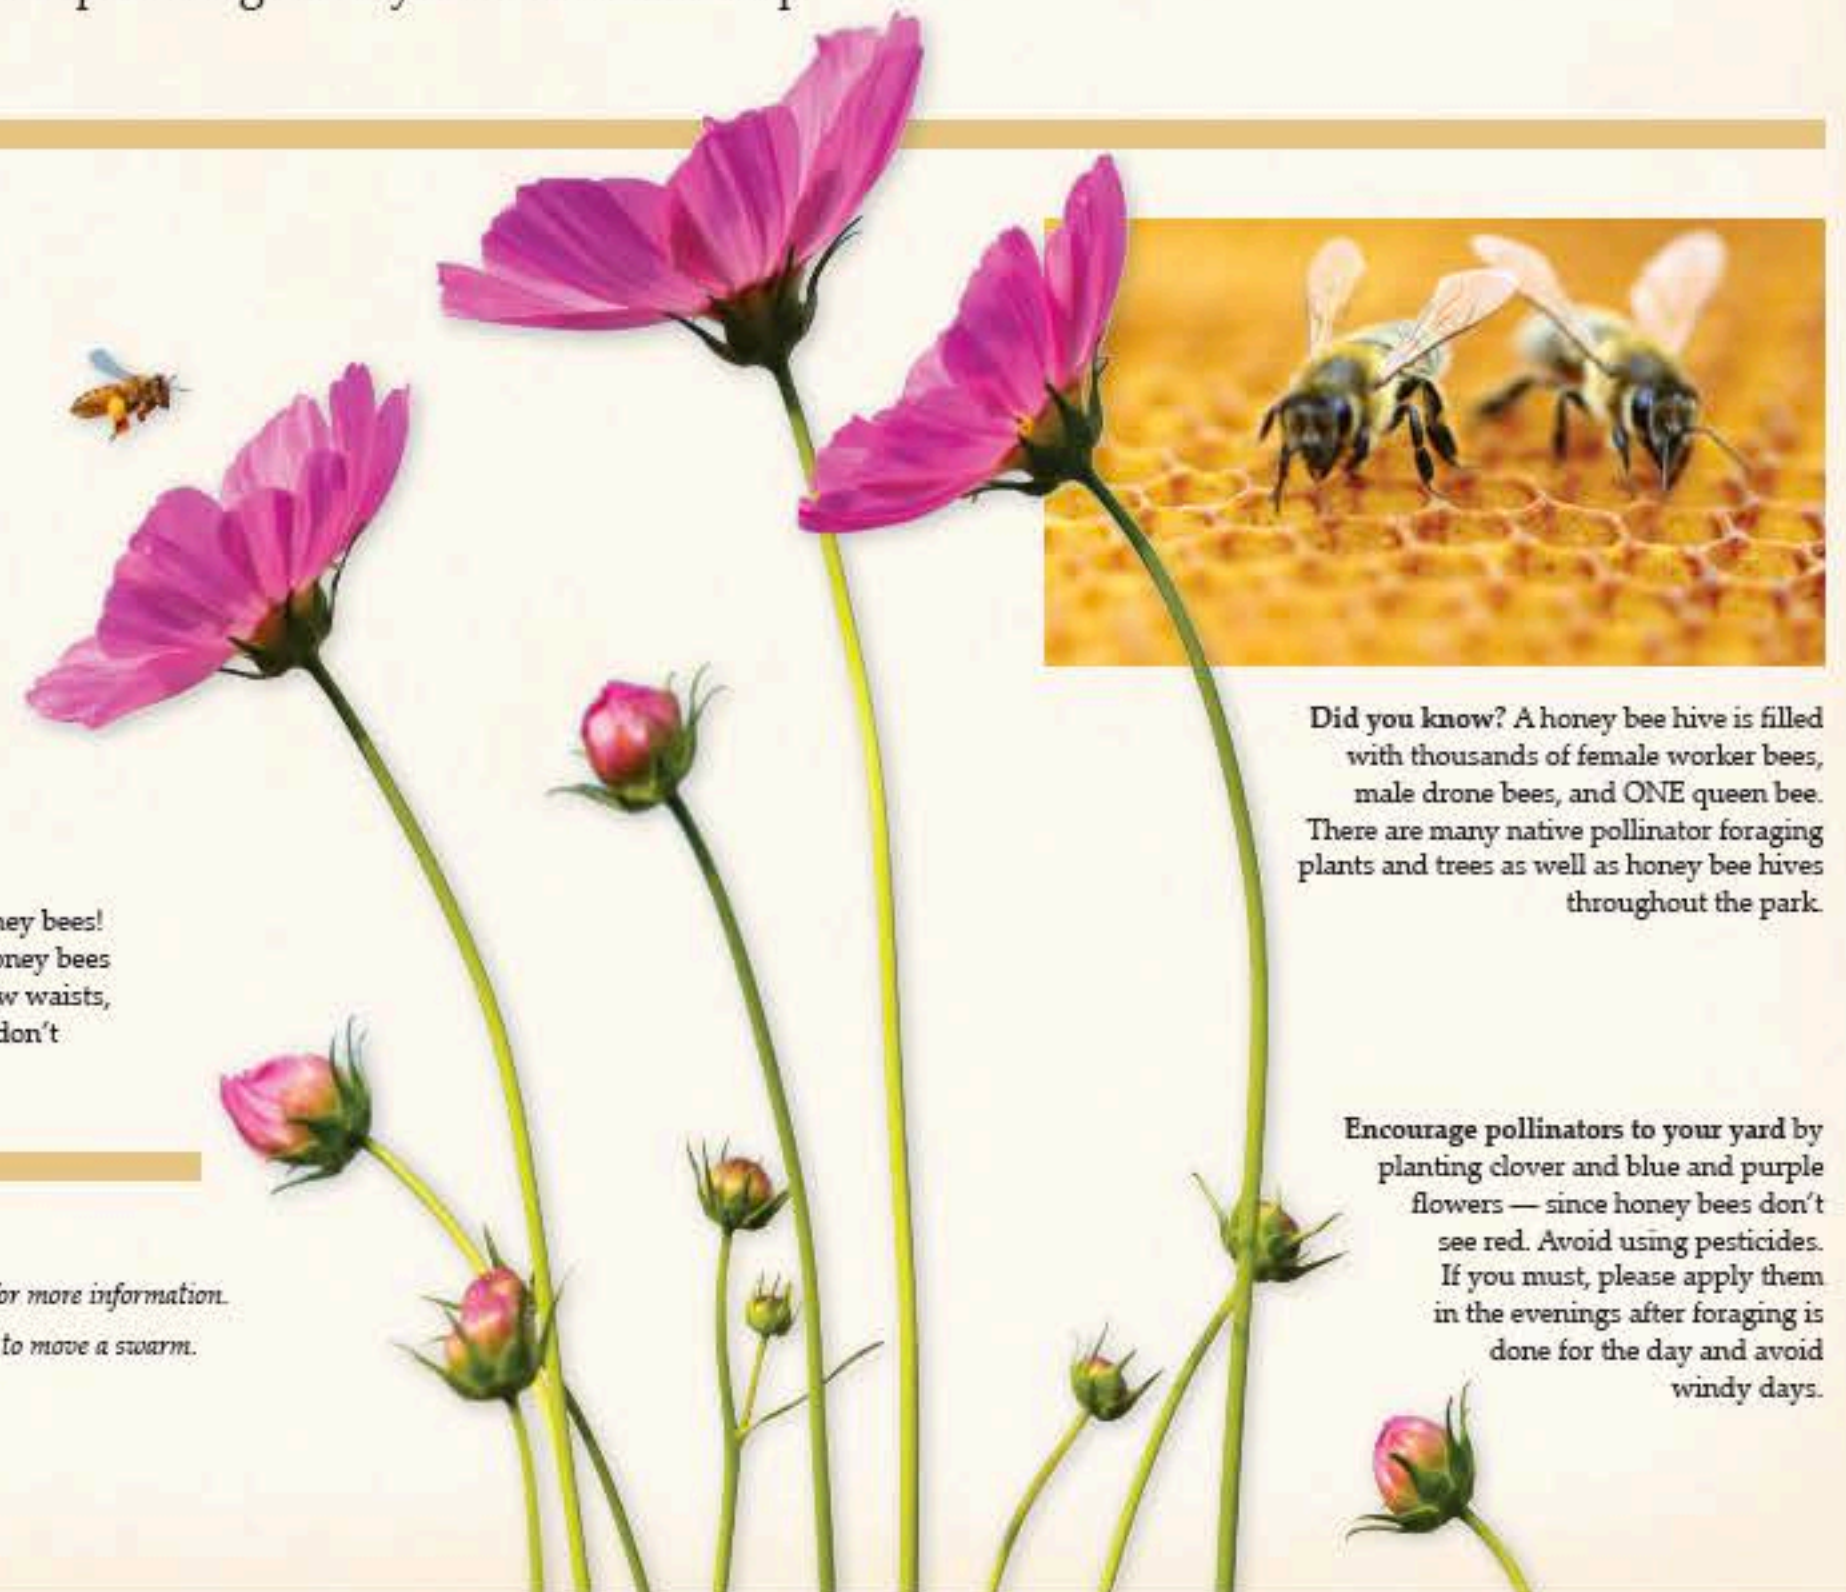 Did you know? A honey bee hive is filled
with thousands of female worker bees,
male drone bees, and ONE queen bee.
There are many native pollinator foraging
plants and trees as well as honey bee hives
throughout the park.
bees!
bees
waists,
don't
Encourage pollinators to your yard by
planting clover and blue and purple
flowers — since honey bees don't
see red. Avoid using pesticides.
If you must, please apply them
in the evenings after foraging is
done for the day and avoid
windy days.
more information.
to move a swarm.